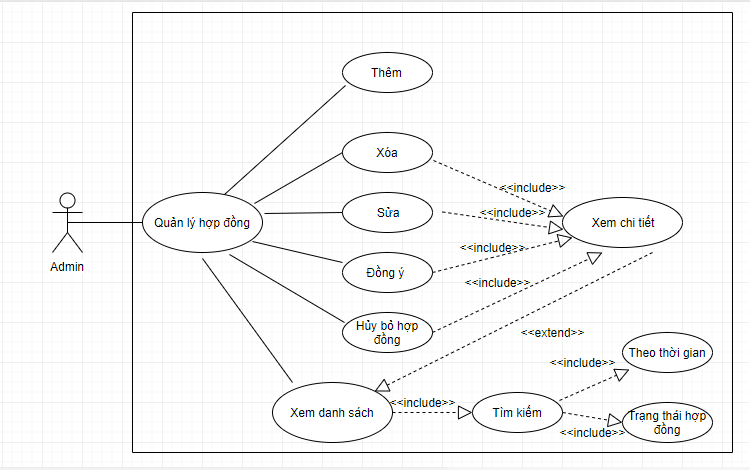 Thêm
Xóa
<<include>>
Sửa
<<include>>
Quản lý hợp đồng
Xem chi tiết
<<include>>
Admin
Đồng ý
<<include>>
Hủy bỏ hợp
đồng
<<extend>>
Theo thời gian
<<include>>
Xem danh sách
<<include>>
Tìm kiếm
Trạng thái hợp
đồng
<<include>>